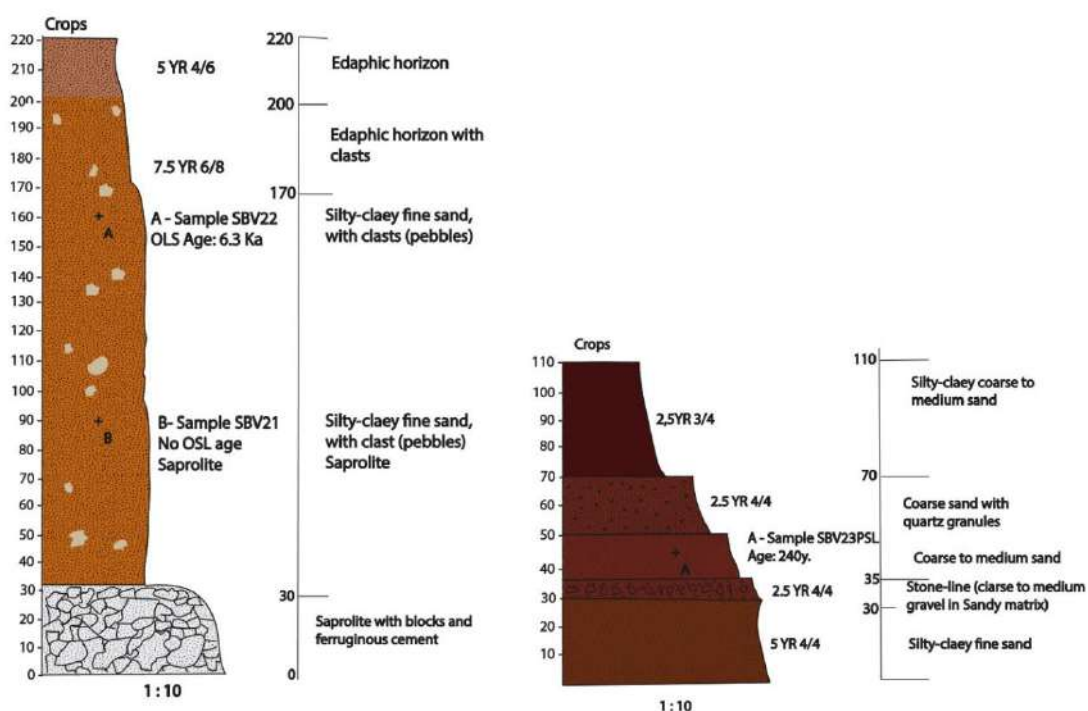 Crops
220
210
200
190
180
170
160
150
140
130
120
110
100
90
80
70
60
50
40
30
20
10
0
5 YR 4/6
7.5 YR 6/8
A - Sample SBV22
OLS Age: 6.3 Ka
A
B- Sample SBV21
No OSL age
Saprolite
B
1 : 10
220
200
170
30
0
Edaphic horizon
Edaphic horizon with
clasts
Silty-claey fine sand,
with clasts (pebbles)
Silty-claey fine sand,
with clast (pebbles)
Saprolite
Saprolite with blocks and
ferruginous cement
Crops
110
100
90
80
70
60
50
40
30
20
10
2,5YR 3/4
2.5 YR 4/4
A - Sample SBV23PSL
Age: 240y.
A
2.5 YR 4/4
5 YR 4/4
1 : 10
110
70
35
30
Silty-claey coarse to
medium sand
Coarse sand with
quartz granules
Coarse to medium sand
Stone-line (ciarse to medium
gravel in Sandy matrix)
Silty-claey fine sand